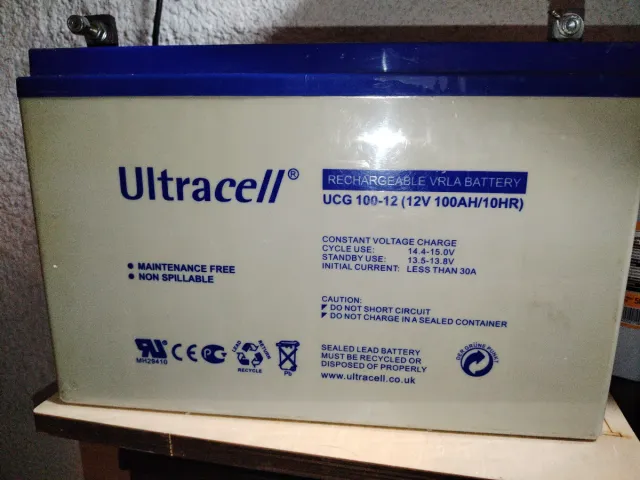 Ultracell®
RECHARGEABLE VRLA BATTERY
UCG 100-12 (12V 100AH/10HR)
CONSTANT VOLTAGE CHARGE
CYCLE USE: 14.4-15.0V
STANDBY USE: 13.5-13.8V
INITIAL CURRENT: LESS THAN 30A
• MAINTENANCE FREE
• NON SPILLABLE
CAUTION:
DO NOT SHORT CIRCUIT
DO NOT CHARGE IN A SEALED CONTAINER
MH28410
CE
LEAD
RETURN
RECYCLE
Pb
SEALED LEAD BATTERY
MUST BE RECYCLED OR
DISPOSED OF PROPERLY
www.ultracell.co.uk
DER GRÜNE PUNKT